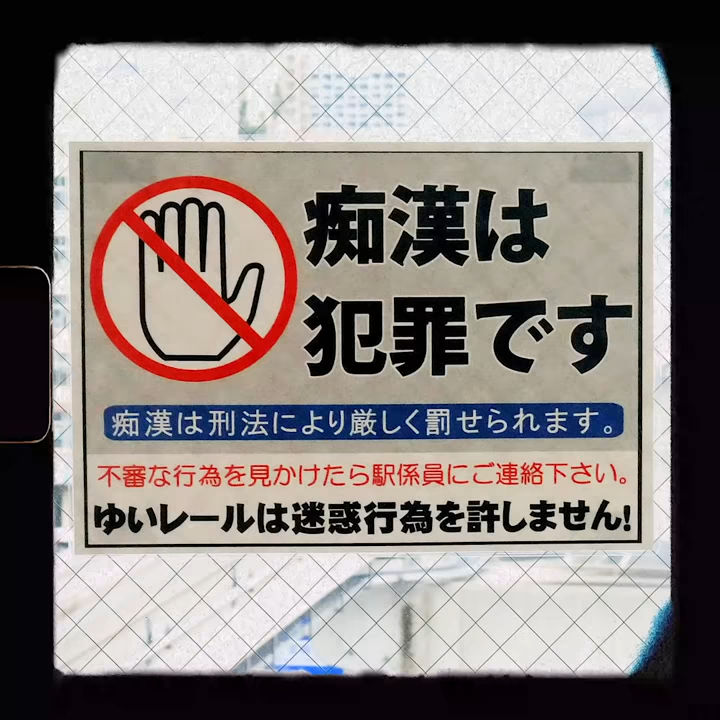 痴漢は
犯罪です
痴漢は刑法により厳しく罰せられます。
不審な行為を見かけたら駅係員にご連絡下さい。
ゆいレールは迷惑行為を許しません!